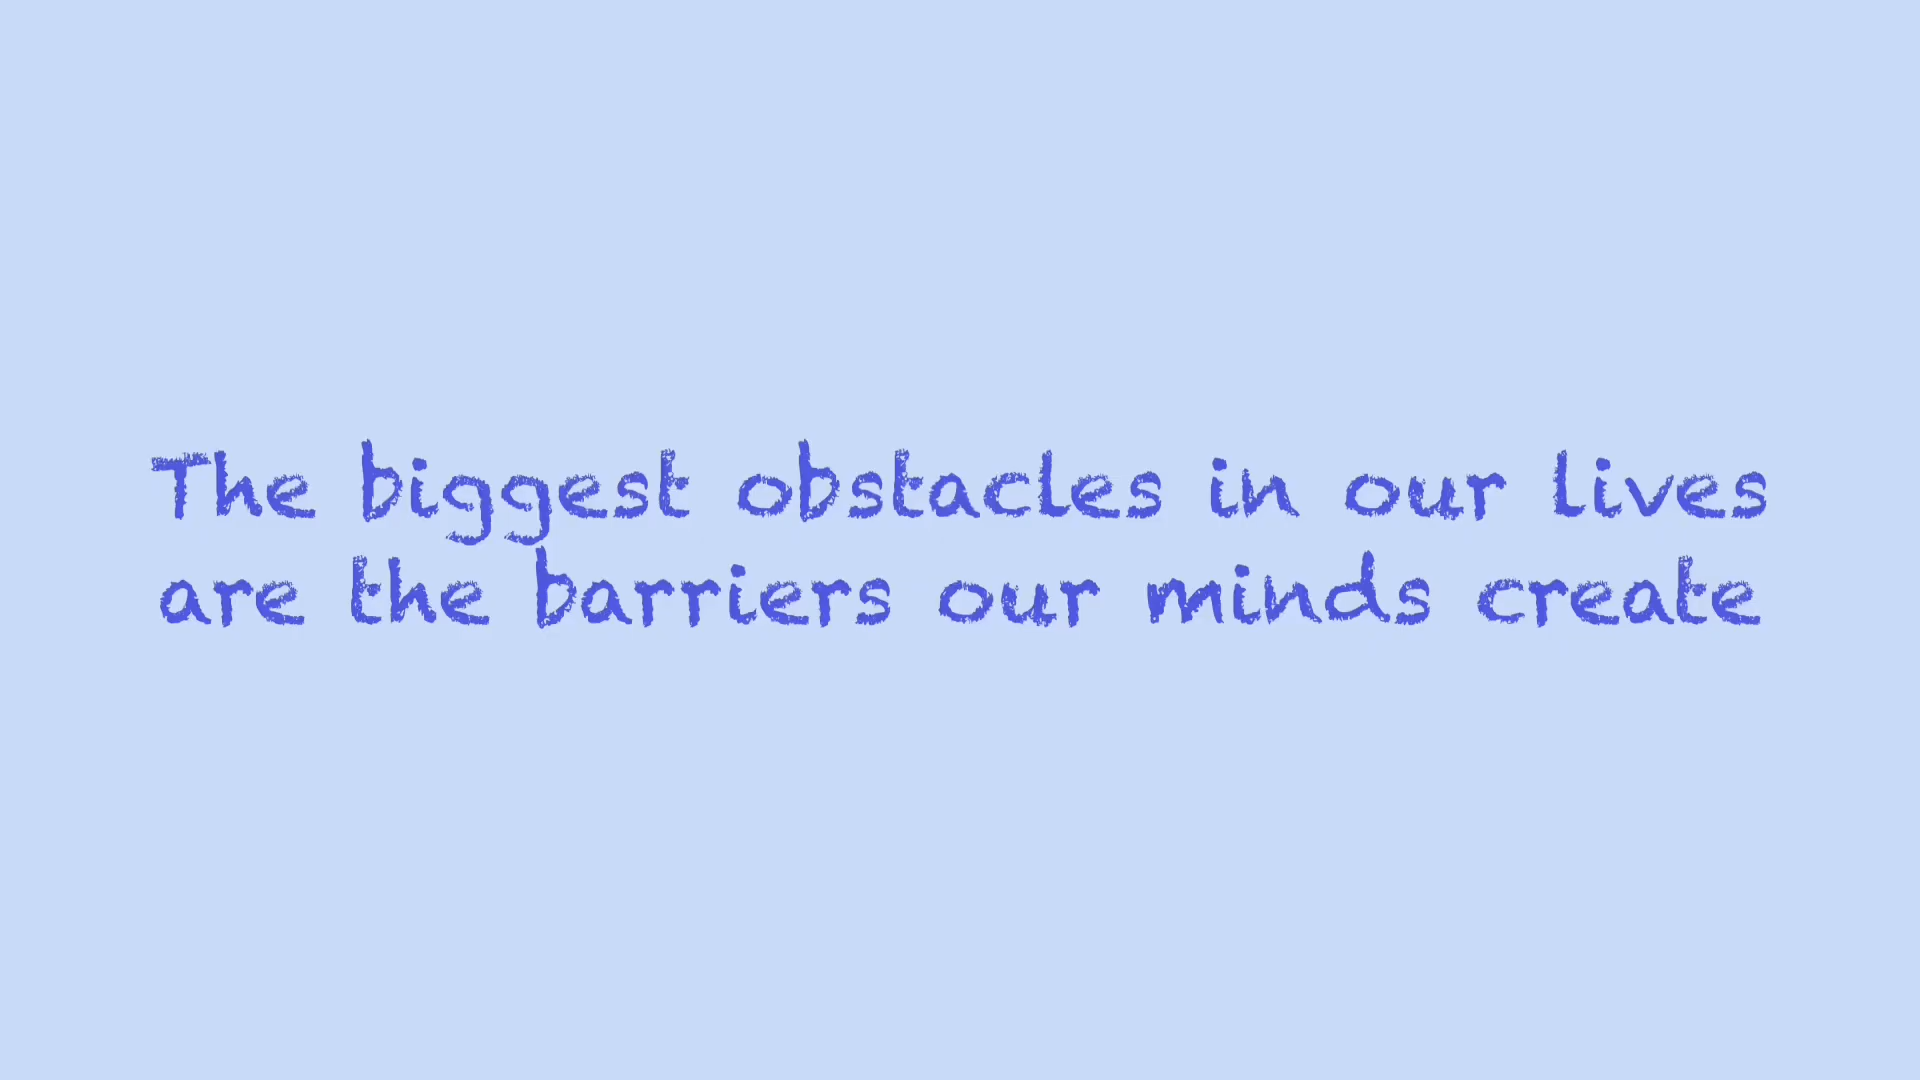 The biggest obstacles in our lives
are the barriers our minds create